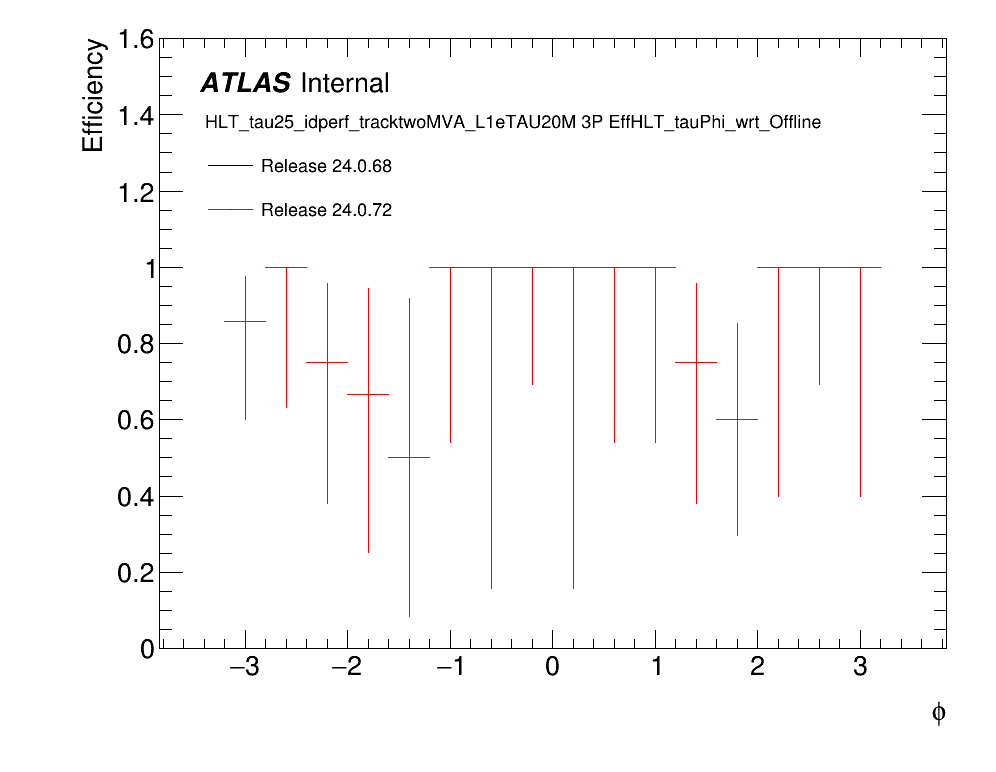 Efficiency
1.6
1.4
1.2
1
0.8
0.6
0.4
0.2
0
ATLAS Internal
HLT_tau25_idperf_tracktwoMVA_L1eTAU20M 3P EffHLT_tauPhi_wrt_Offline
Release 24.0.68
Release 24.0.72
−3 −2 −1 0 1 2 3
ϕ